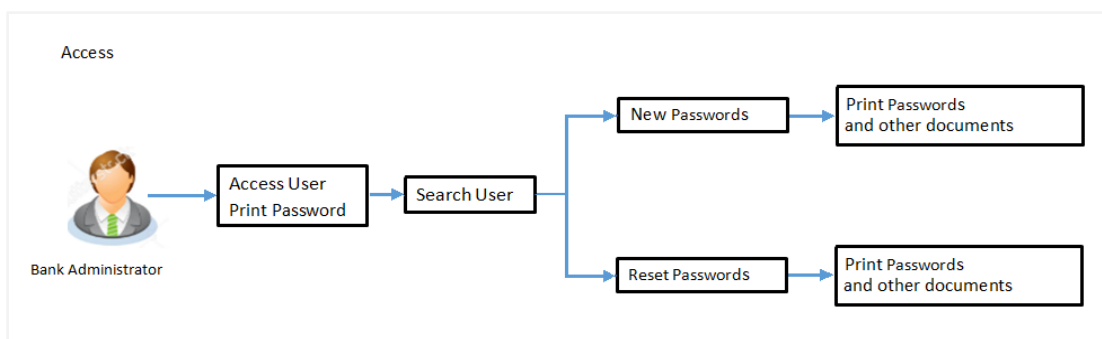 Access
New Passwords
Print Passwords
and other documents
Access User
Print Password
Search User
Bank Administrator
Reset Passwords
Print Passwords
and other documents